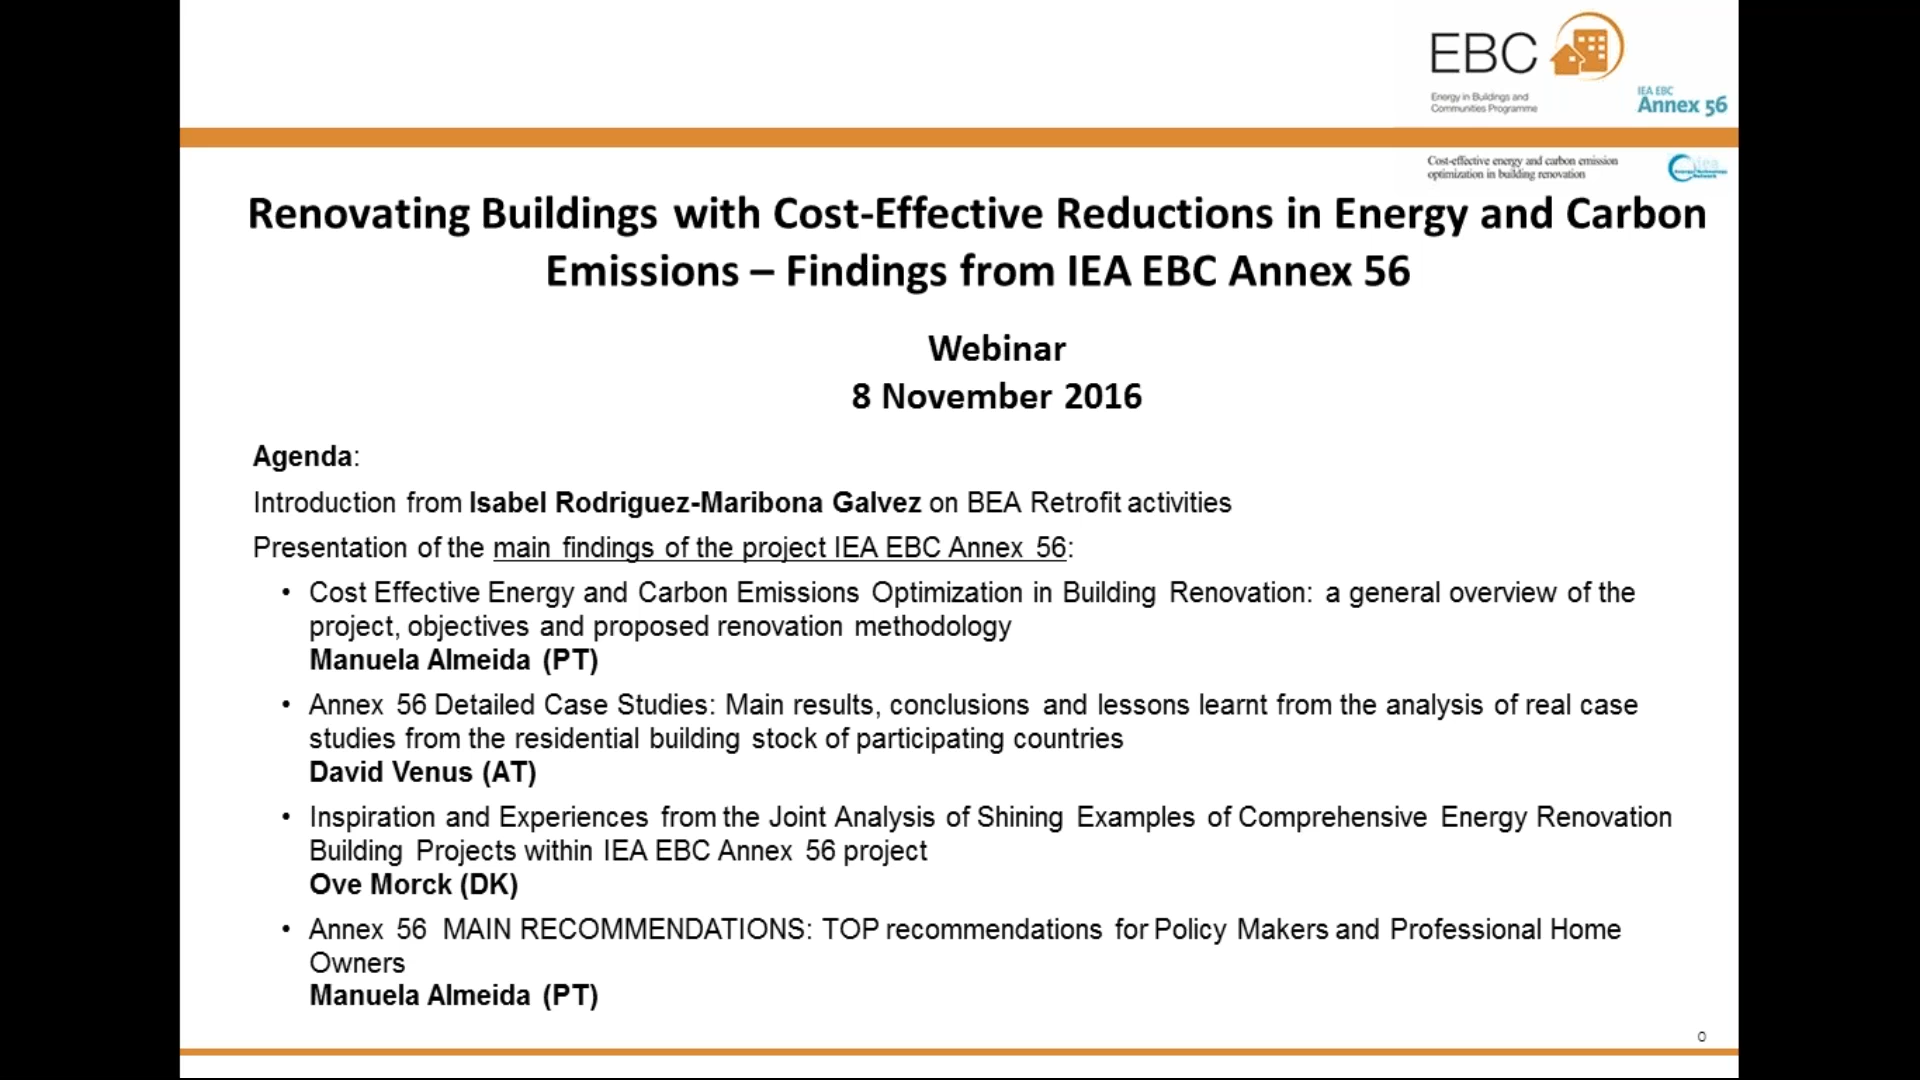 EBC
Energy in Buildings and
Communities Programme
IEA EBC
Annex 56
Cost-effective energy and carbon emission
optimization in building renovation
iea
Energy Technology
Network
Renovating Buildings with Cost-Effective Reductions in Energy and Carbon
Emissions – Findings from IEA EBC Annex 56
Webinar
8 November 2016
Agenda:
Introduction from Isabel Rodriguez-Maribona Galvez on BEA Retrofit activities
Presentation of the main findings of the project IEA EBC Annex 56:
• Cost Effective Energy and Carbon Emissions Optimization in Building Renovation: a general overview of the
project, objectives and proposed renovation methodology
Manuela Almeida (PT)
• Annex 56 Detailed Case Studies: Main results, conclusions and lessons learnt from the analysis of real case
studies from the residential building stock of participating countries
David Venus (AT)
• Inspiration and Experiences from the Joint Analysis of Shining Examples of Comprehensive Energy Renovation
Building Projects within IEA EBC Annex 56 project
Ove Morck (DK)
• Annex 56 MAIN RECOMMENDATIONS: TOP recommendations for Policy Makers and Professional Home
Owners
Manuela Almeida (PT)
0